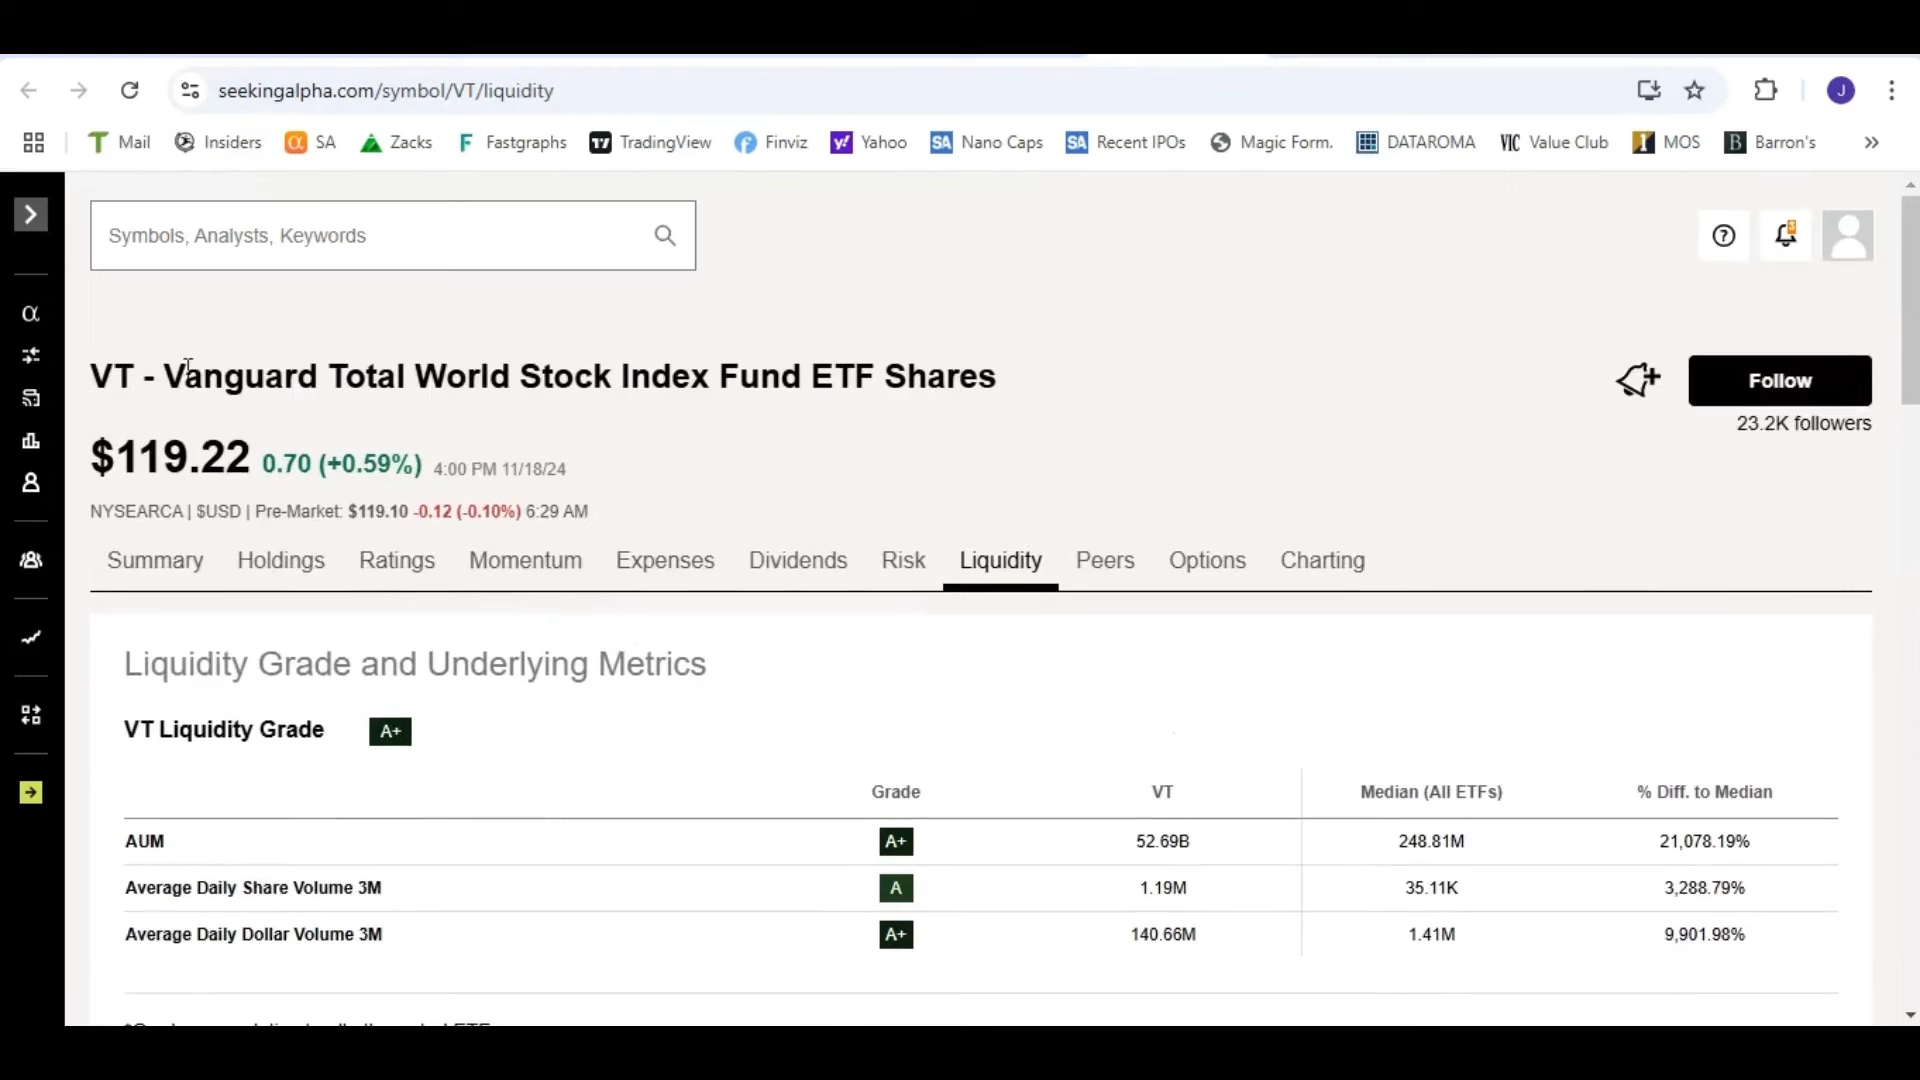 seekingalpha.com/symbol/VT/liquidity
J
Mail Insiders SA Zacks Fastgraphs TradingView Finviz Yahoo Nano Caps Recent IPOs Magic Form. DATAROMA VIC Value Club MOS Barron's
Symbols, Analysts, Keywords
VT - Vanguard Total World Stock Index Fund ETF Shares
Follow
23.2K followers
$119.22 0.70 (+0.59%) 4:00 PM 11/18/24
NYSEARCA | $USD | Pre-Market: $119.10 -0.12 (-0.10%) 6:29 AM
Summary Holdings Ratings Momentum Expenses Dividends Risk Liquidity Peers Options Charting
Liquidity Grade and Underlying Metrics
VT Liquidity Grade A+
Grade VT Median (All ETFs) % Diff. to Median
AUM A+ 52.69B 248.81M 21,078.19%
Average Daily Share Volume 3M A 1.19M 35.11K 3,288.79%
Average Daily Dollar Volume 3M A+ 140.66M 1.41M 9,901.98%